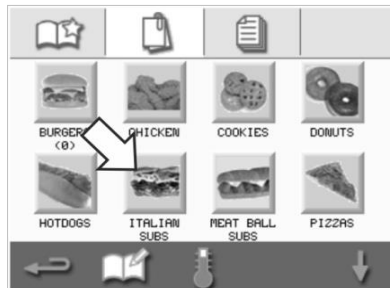 BURGERS CHICKEN COOKIES DONUTS
(0)
HOTDOGS ITALIAN MEAT BALL PIZZAS
SUBS SUBS